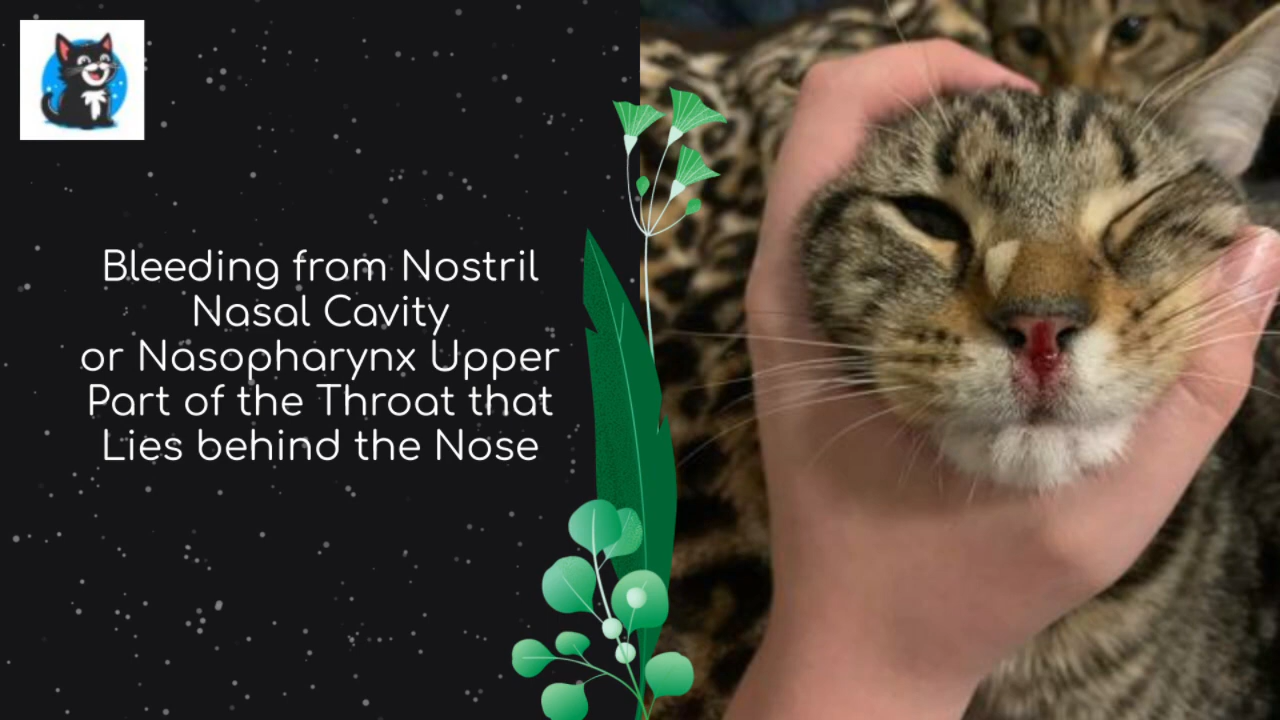 Bleeding from Nostril
Nasal Cavity
or Nasopharynx Upper
Part of the Throat that
Lies behind the Nose